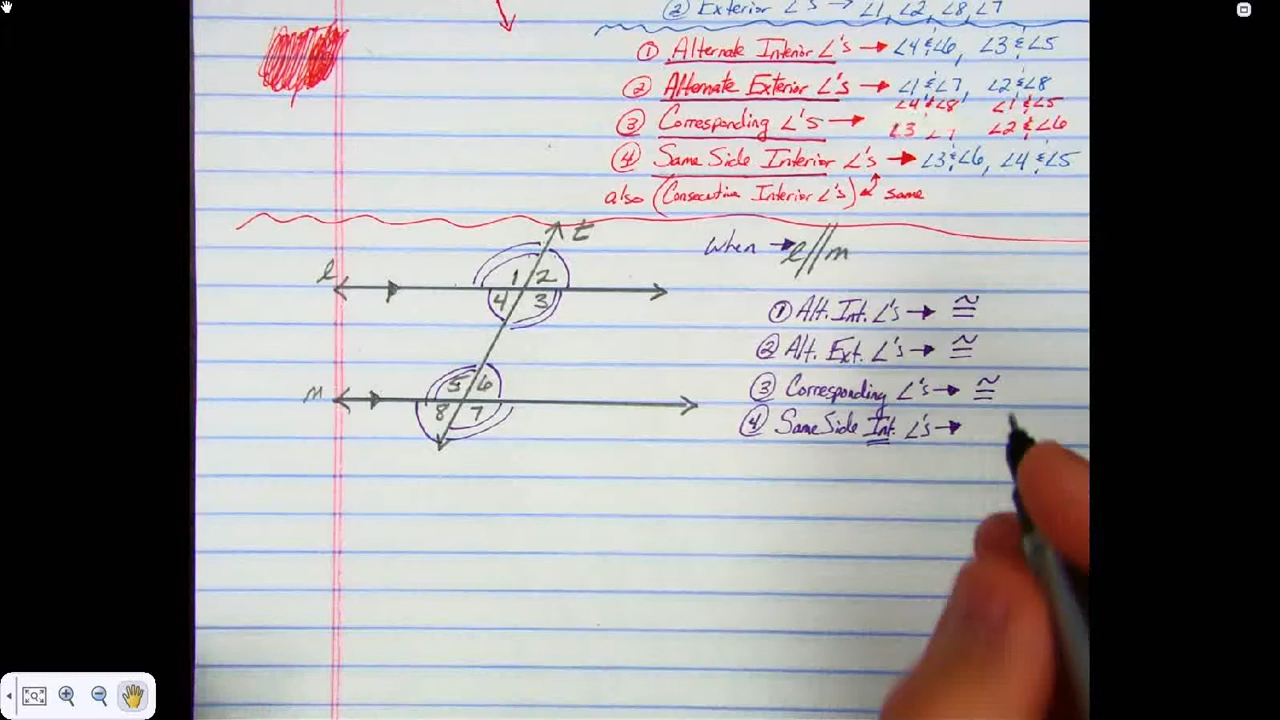 ② Exterior ∠'s → ∠1, ∠2, ∠8, ∠7
① Alternate Interior ∠'s → ∠4 & ∠6, ∠3 & ∠5
② Alternate Exterior ∠'s → ∠1 & ∠7, ∠2 & ∠8
∠4 & ∠8 ∠1 & ∠5
③ Corresponding ∠'s →
∠3 ∠7 ∠2 & ∠6
④ Same Side Interior ∠'s → ∠3 & ∠6, ∠4 & ∠5
also (Consecutive Interior ∠'s) same
t
When → l // m
l
1 2
4 3
① Alt. Int. ∠'s → ≅
② Alt. Ext. ∠'s → ≅
5 6
m
8 7
③ Corresponding ∠'s → ≅
④ Same Side Int. ∠'s →